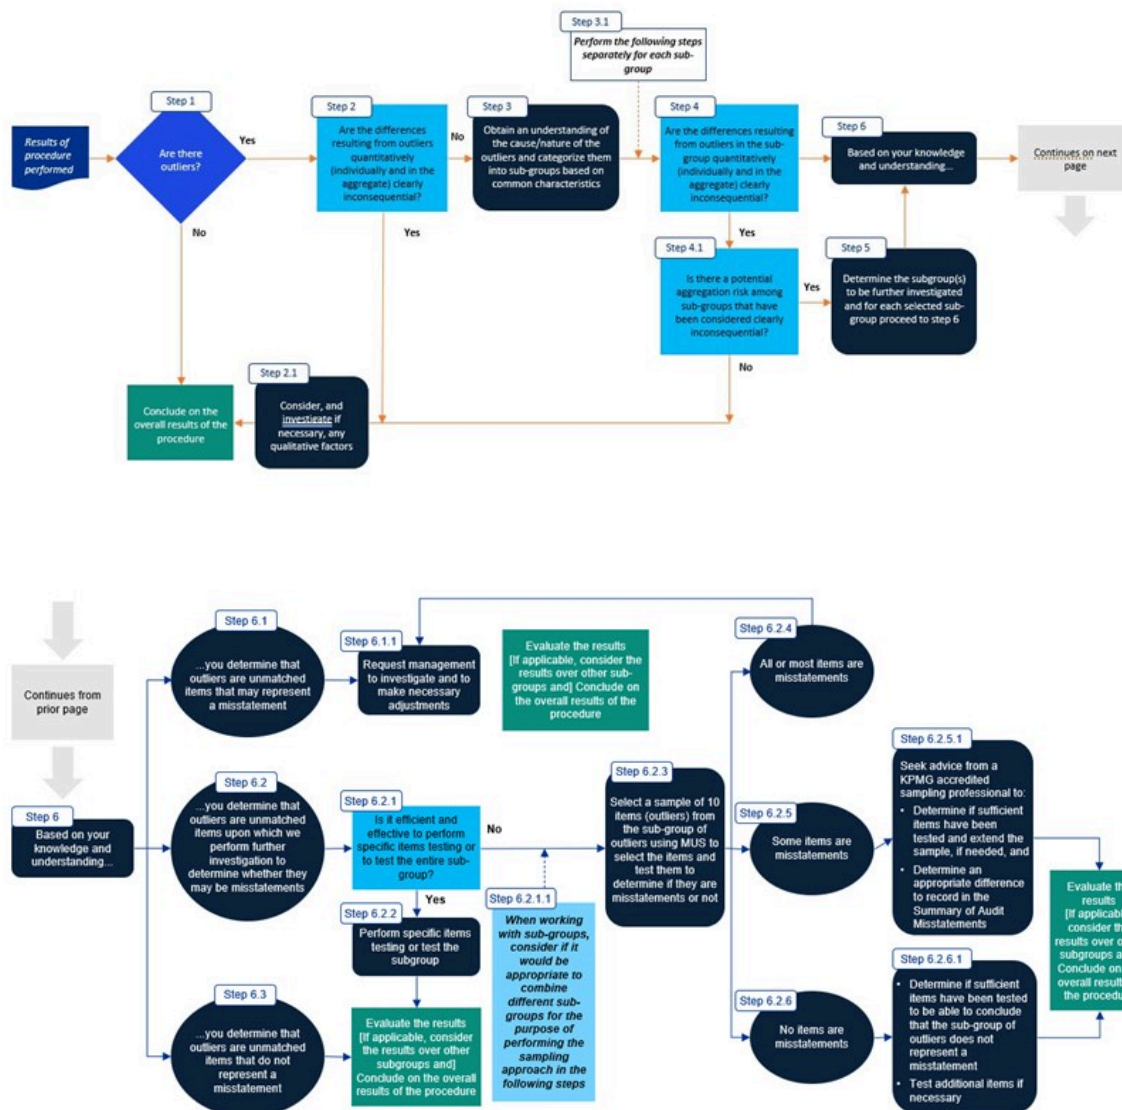 Step 3.1
Perform the following steps
separately for each sub-
group
Step 1
Results of
procedure
performed
Are there
outliers?
Yes
No
Step 2
Are the differences
resulting from outliers
quantitatively
(individually and in the
aggregate) clearly
inconsequential?
No
Yes
Step 3
Obtain an understanding of
the cause/nature of the
outliers and categorize them
into sub-groups based on
common characteristics
Step 4
Are the differences resulting
from outliers in the sub-
group quantitatively
(individually and in the
aggregate) clearly
inconsequential?
Yes
Step 6
Based on your knowledge
and understanding...
Continues on next
page
Step 4.1
Is there a potential
aggregation risk among
sub-groups that have
been considered clearly
inconsequential?
Yes
No
Step 5
Determine the subgroup(s)
to be further investigated
and for each selected sub-
group proceed to step 6
Step 2.1
Consider, and
investigate if
necessary, any
qualitative factors
Conclude on the
overall results of the
procedure
Continues from
prior page
Step 6
Based on your
knowledge and
understanding...
Step 6.1
...you determine that
outliers are unmatched
items that may represent
a misstatement
Step 6.1.1
Request management
to investigate and to
make necessary
adjustments
Evaluate the results
[If applicable, consider the
results over other sub-
groups and] Conclude on
the overall results of the
procedure
Step 6.2
...you determine that
outliers are unmatched
items upon which we
perform further
investigation to
determine whether they
may be misstatements
Step 6.2.1
Is it efficient and
effective to perform
specific items testing or
to test the entire sub-
group?
No
Yes
Step 6.2.2
Perform specific items
testing or test the
subgroup
Evaluate the results
[If applicable, consider
the results over other
subgroups and]
Conclude on the overall
results of the procedure
Step 6.2.1.1
When working
with sub-groups,
consider if it
would be
appropriate to
combine
different sub-
groups for the
purpose of
performing the
sampling
approach in the
following steps
Step 6.3
...you determine that
outliers are unmatched
items that do not
represent a
misstatement
Step 6.2.3
Select a sample of 10
items (outliers) from
the sub-group of
outliers using MUS to
select the items and
test them to
determine if they are
misstatements or not
Step 6.2.4
All or most items are
misstatements
Step 6.2.5
Some items are
misstatements
Step 6.2.5.1
Seek advice from a
KPMG accredited
sampling professional to:
• Determine if sufficient
items have been
tested and extend the
sample, if needed, and
• Determine an
appropriate difference
to record in the
Summary of Audit
Misstatements
Step 6.2.6
No items are
misstatements
Step 6.2.6.1
• Determine if sufficient
items have been tested
to be able to conclude
that the sub-group of
outliers does not
represent a
misstatement
• Test additional items if
necessary
Evaluate the
results
[If applicable
consider the
results over
subgroups
Conclude on
overall
the